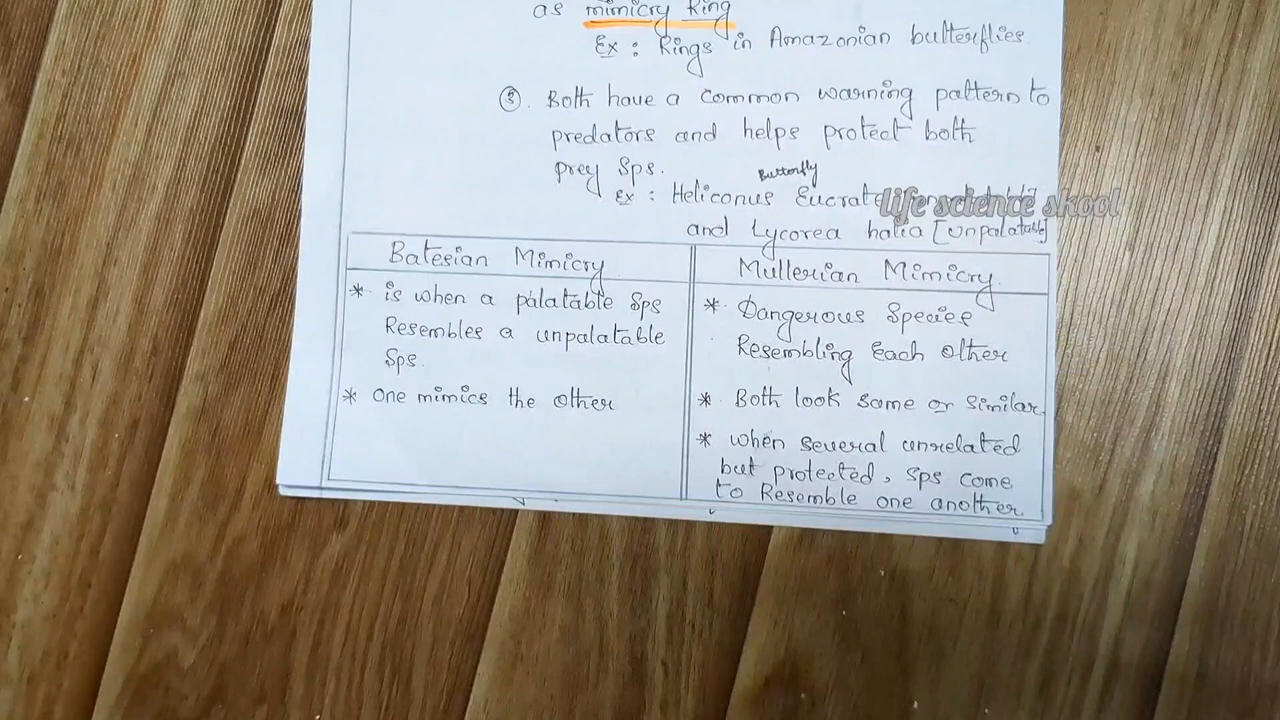 as mimicry Ring
Ex : Rings in Amazonian butterflies
③. Both have a common warning pattern to
predators and helps protect both
prey Sps.
Butterfly
Ex : Heliconus Eucrate
life science skool
and Lycorea halia [unpalatable]
Batesian Mimicry
* is when a palatable Sps
Resembles a unpalatable
Sps.
* One mimics the other
Mullerian Mimicry
* Dangerous Species
Resembling Each other
* Both look same or similar
* when several unrelated
but protected, Sps come
to Resemble one another.